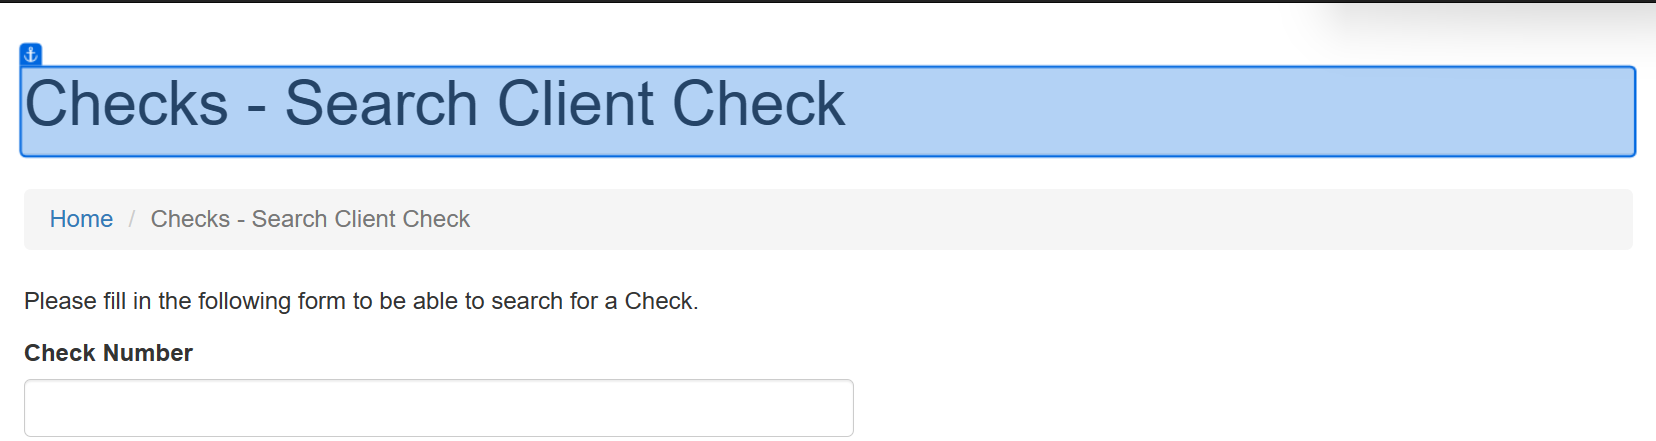 Checks - Search Client Check
Home / Checks - Search Client Check
Please fill in the following form to be able to search for a Check.
Check Number